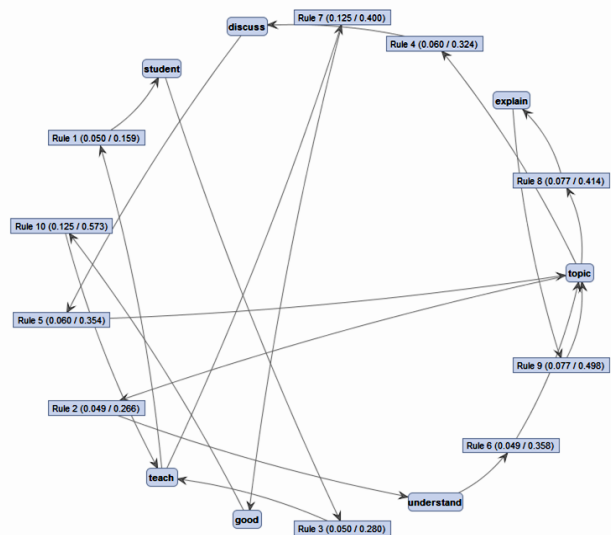 Rule 7 (0.125 / 0.400)
discuss
Rule 4 (0.060 / 0.324)
student
explain
Rule 1 (0.050 / 0.159)
Rule 8 (0.077 / 0.414)
Rule 10 (0.125 / 0.573)
topic
Rule 5 (0.060 / 0.354)
Rule 9 (0.077 / 0.498)
Rule 2 (0.049 / 0.266)
Rule 6 (0.049 / 0.358)
teach
understand
good
Rule 3 (0.050 / 0.280)